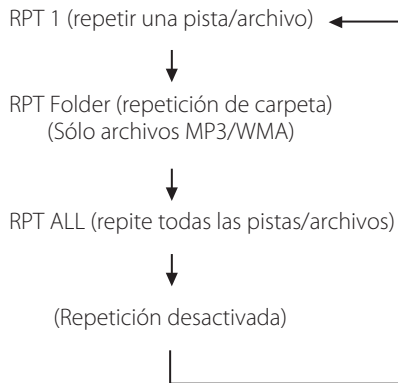 RPT 1 (repetir una pista/archivo)
RPT Folder (repetición de carpeta)
(Sólo archivos MP3/WMA)
RPT ALL (repite todas las pistas/archivos)
(Repetición desactivada)